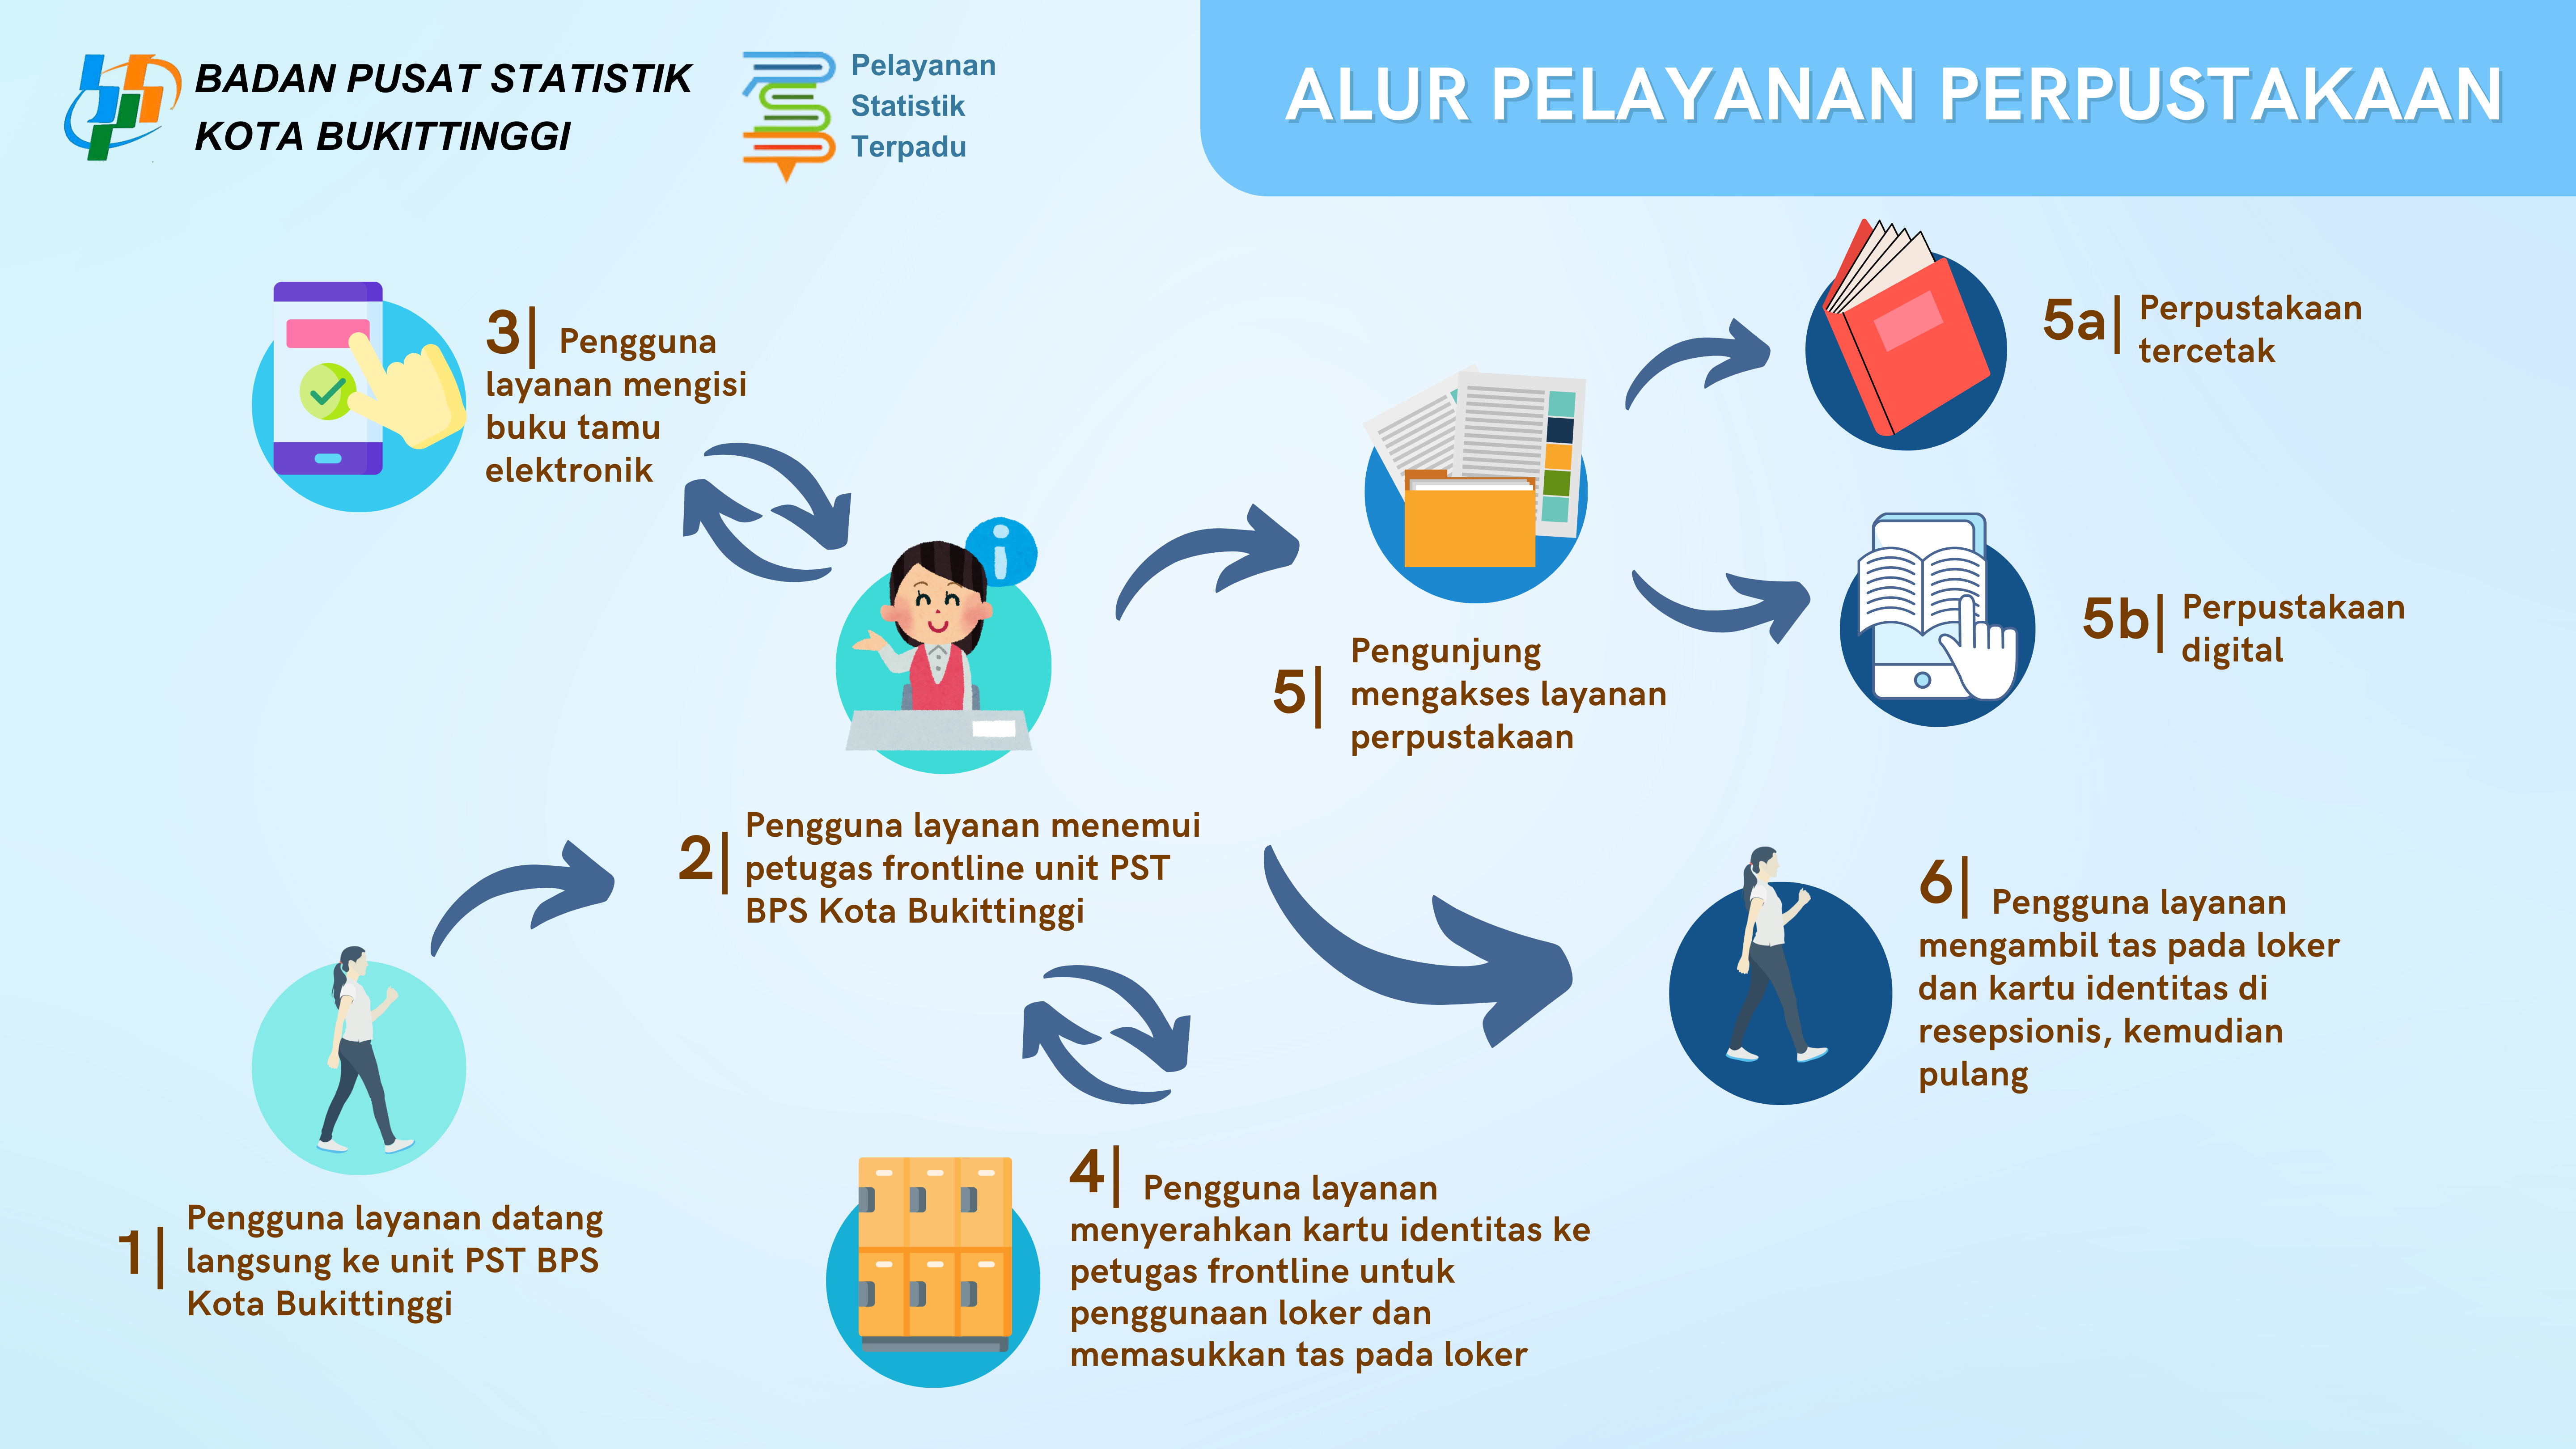 BADAN PUSAT STATISTIK
KOTA BUKITTINGGI
Pelayanan
Statistik
Terpadu
ALUR PELAYANAN PERPUSTAKAAN
1| Pengguna layanan datang
langsung ke unit PST BPS
Kota Bukittinggi
2| Pengguna layanan menemui
petugas frontline unit PST
BPS Kota Bukittinggi
3| Pengguna
layanan mengisi
buku tamu
elektronik
4| Pengguna layanan
menyerahkan kartu identitas ke
petugas frontline untuk
penggunaan loker dan
memasukkan tas pada loker
5| Pengunjung
mengakses layanan
perpustakaan
5a| Perpustakaan
tercetak
5b| Perpustakaan
digital
6| Pengguna layanan
mengambil tas pada loker
dan kartu identitas di
resepsionis, kemudian
pulang